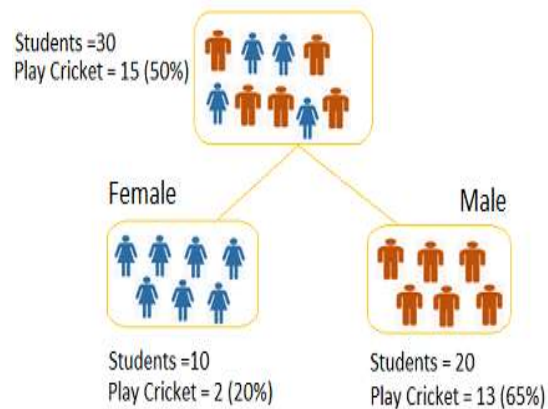 Students =30
Play Cricket = 15 (50%)
Female
Male
Students =10
Play Cricket = 2 (20%)
Students = 20
Play Cricket = 13 (65%)